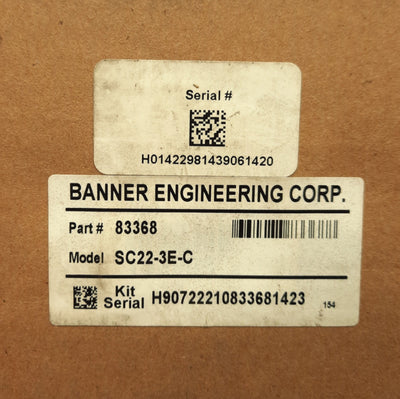 Serial #
H01422981439061420
BANNER ENGINEERING CORP.
Part # 83368
Model SC22-3E-C
Kit
Serial H90722210833681423 154